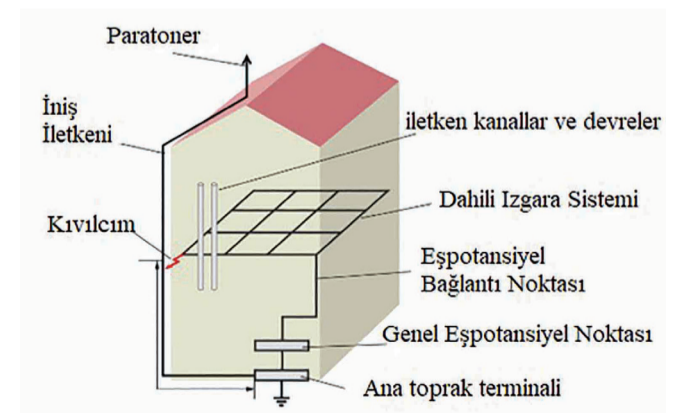 Paratoner
İniş
İletkeni
iletken kanallar ve devreler
Dahili Izgara Sistemi
Kıvılcım
Eşpotansiyel
Bağlantı Noktası
Genel Eşpotansiyel Noktası
Ana toprak terminali